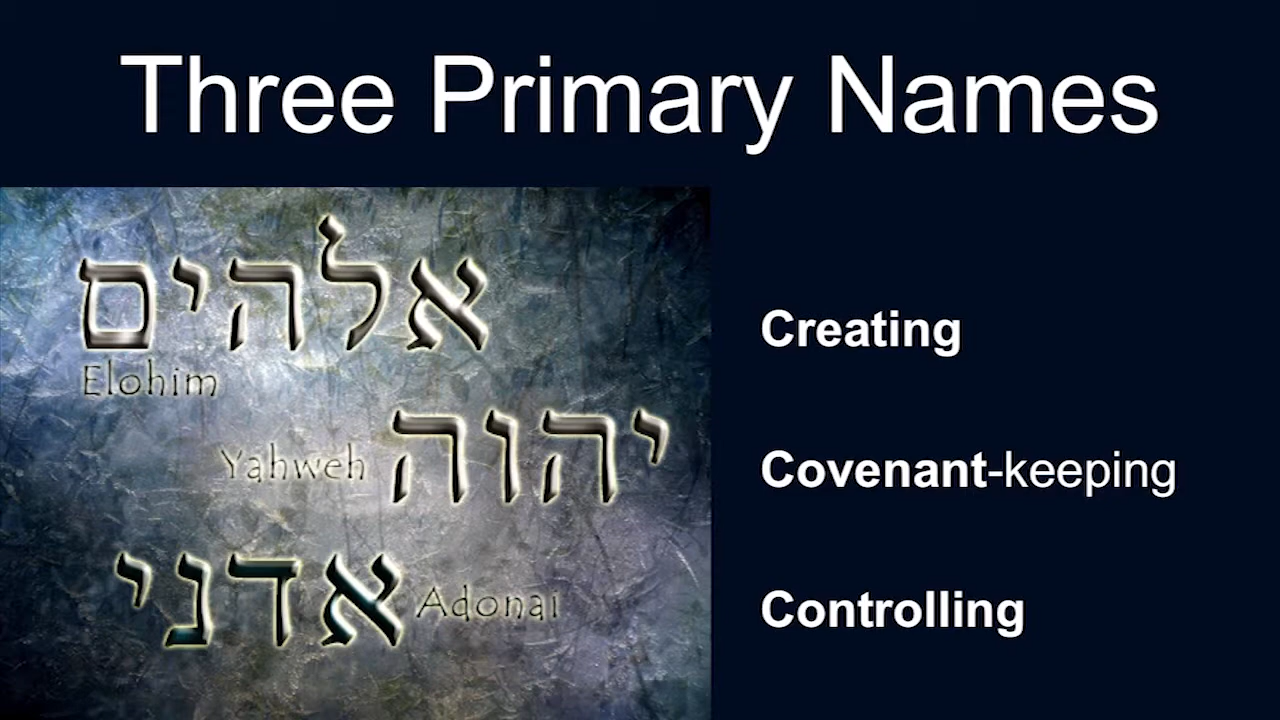 Three Primary Names
אלהים
Elohim
יהוה
Yahweh
אדני
Adonai
Creating
Covenant-keeping
Controlling